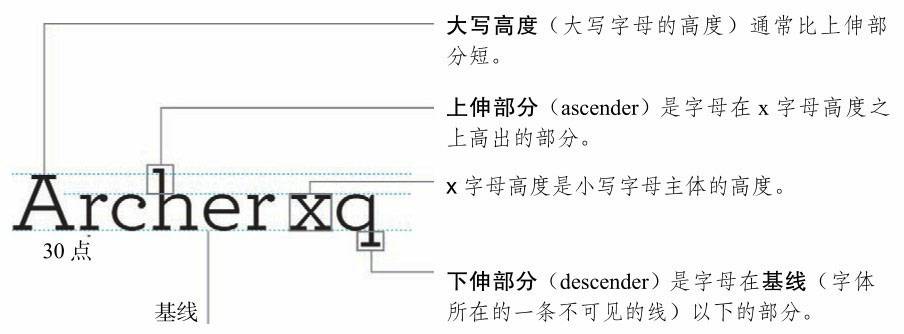 大写高度（大写字母的高度）通常比上伸部
分短。
上伸部分（ascender）是字母在 x 字母高度之
上高出的部分。
x 字母高度是小写字母主体的高度。
Archer xq
30 点
基线
下伸部分（descender）是字母在基线（字体
所在的一条不可见的线）以下的部分。